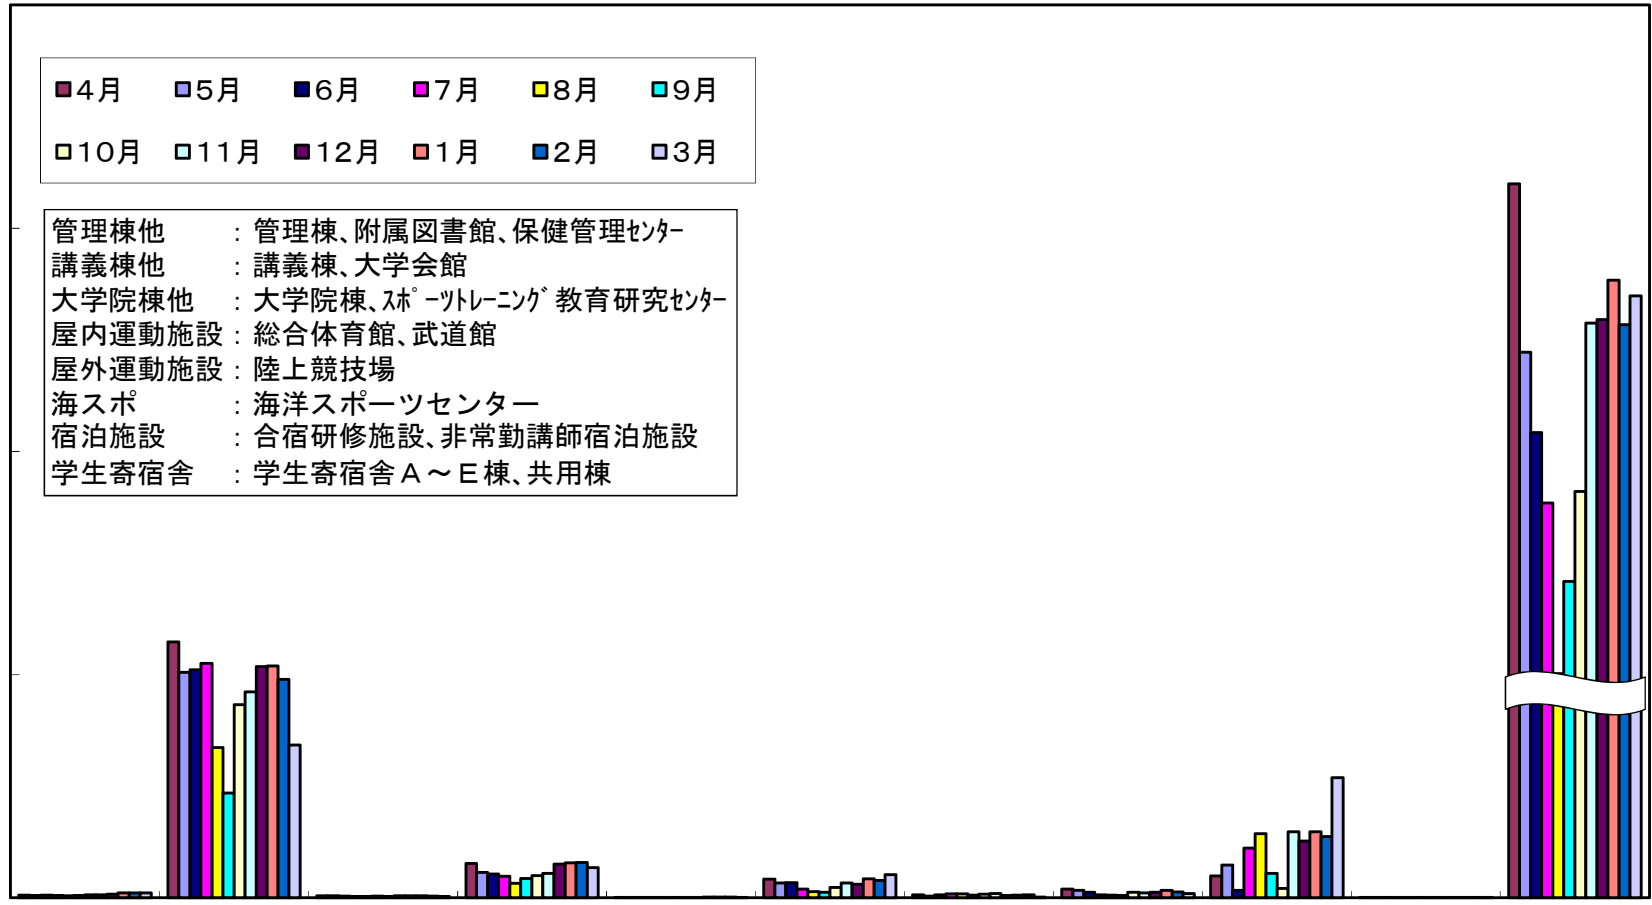 4月 5月 6月 7月 8月 9月
10月 11月 12月 1月 2月 3月
管理棟他 : 管理棟、附属図書館、保健管理ｾﾝﾀｰ
講義棟他 : 講義棟、大学会館
大学院棟他 : 大学院棟、ｽﾎﾟｰﾂﾄﾚｰﾆﾝｸﾞ教育研究ｾﾝﾀｰ
屋内運動施設 : 総合体育館、武道館
屋外運動施設 : 陸上競技場
海スポ : 海洋スポーツセンター
宿泊施設 : 合宿研修施設、非常勤講師宿泊施設
学生寄宿舎 : 学生寄宿舎Ａ～Ｅ棟、共用棟